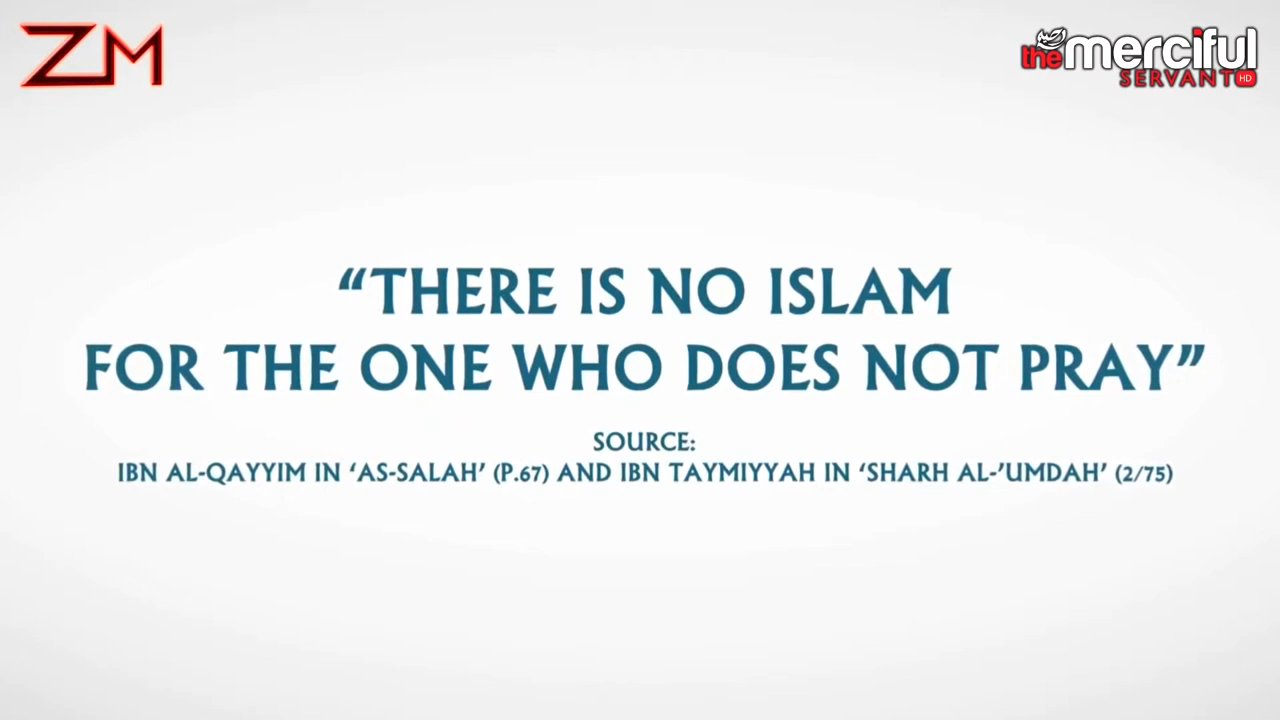 ZM
the merciful
SERVANT HD
“THERE IS NO ISLAM
FOR THE ONE WHO DOES NOT PRAY”
SOURCE:
IBN AL-QAYYIM IN ‘AS-SALAH’ (P.67) AND IBN TAYMIYYAH IN ‘SHARH AL-’UMDAH’ (2/75)